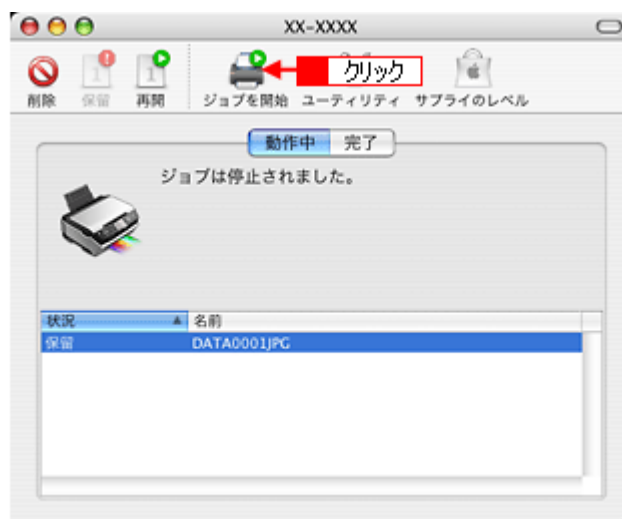 XX-XXXX
クリック
削除 保留 再開 ジョブを開始 ユーティリティ サプライのレベル
動作中 完了
ジョブは停止されました。
状況 名前
保留 DATA0001JPG